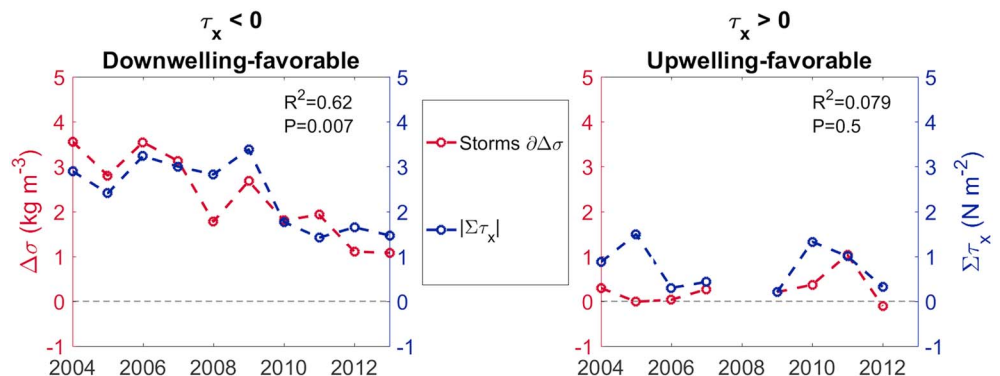 τx < 0
Downwelling-favorable
R²=0.62
P=0.007
5
4
3
2
1
0
-1
Δσ (kg m⁻³)
5
4
3
2
1
0
-1
2004 2006 2008 2010 2012
Storms ∂Δσ
|Στx|
τx > 0
Upwelling-favorable
R²=0.079
P=0.5
5
4
3
2
1
0
-1
5
4
3
2
1
0
-1
Στx (N m⁻²)
2004 2006 2008 2010 2012